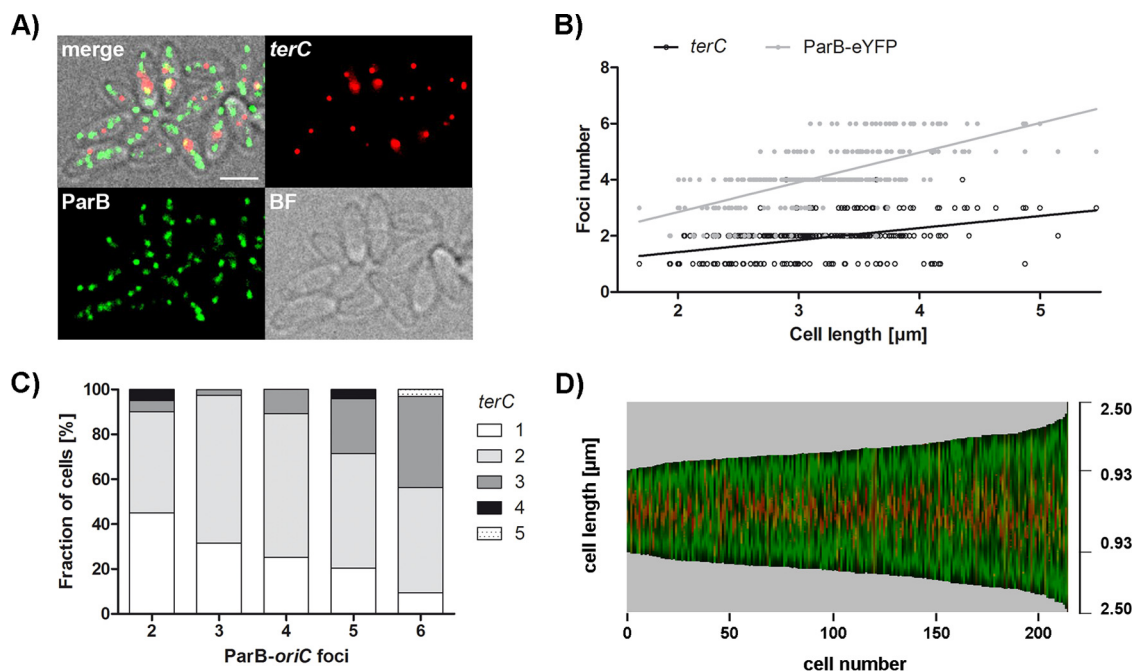 A)
merge
terC
ParB
BF
B)
terC
ParB-eYFP
Foci number
8
6
4
2
0
2
3
4
5
Cell length [µm]
C)
Fraction of cells [%]
100
80
60
40
20
0
2
3
4
5
6
ParB-oriC foci
terC
1
2
3
4
5
D)
cell length [µm]
2.50
0.93
0.93
2.50
0
50
100
150
200
cell number